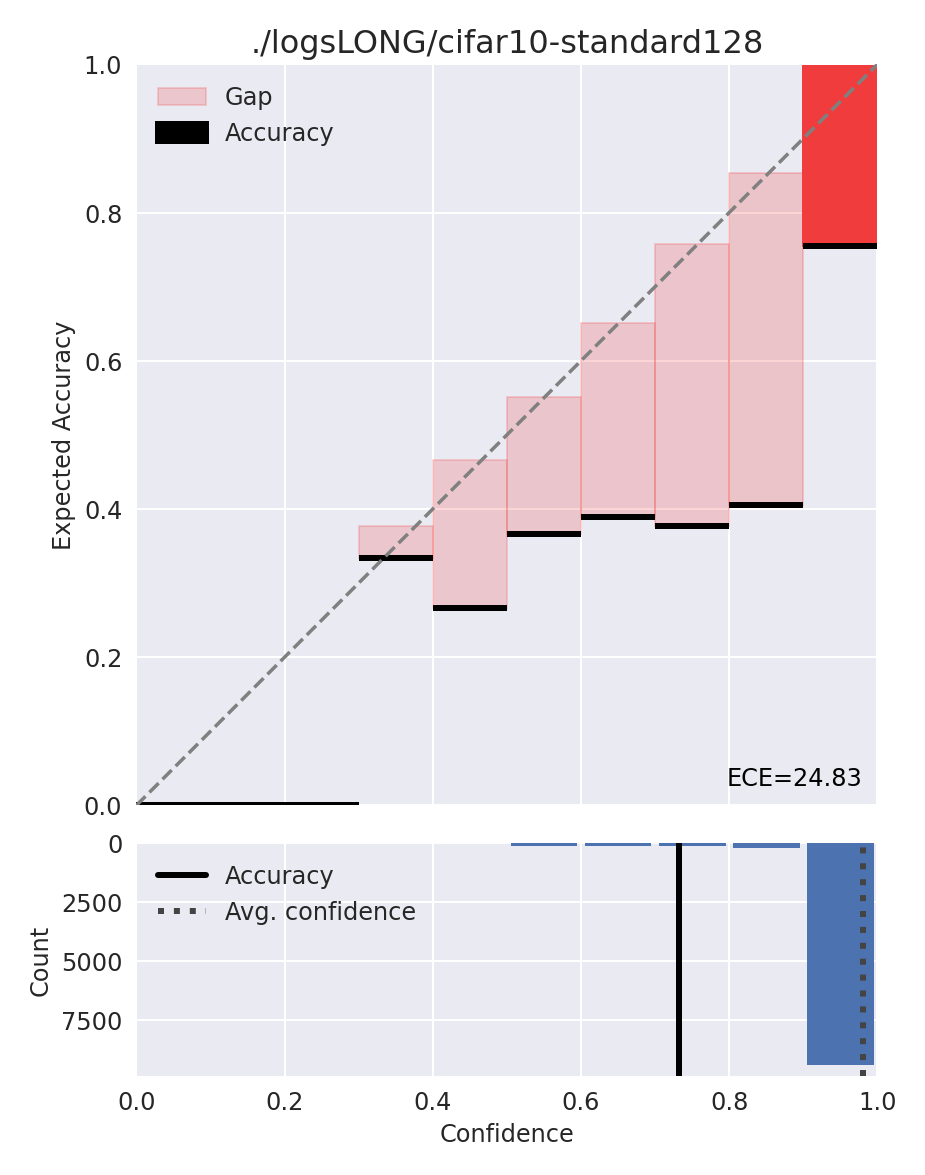 ./logsLONG/cifar10-standard128
1.0
Gap
Accuracy
0.8
0.6
Expected Accuracy
0.4
0.2
ECE=24.83
0.0
0
Accuracy
2500
Avg. confidence
5000
Count
7500
0.0 0.2 0.4 0.6 0.8 1.0
Confidence